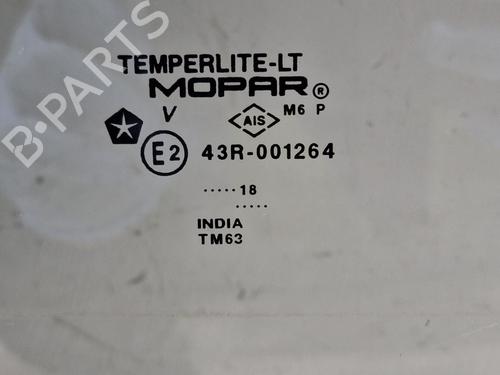 B-PARTS
TEMPERLITE-LT
MOPAR®
V AIS M6 P
E2 43R-001264
.....18
.....
INDIA
TM63